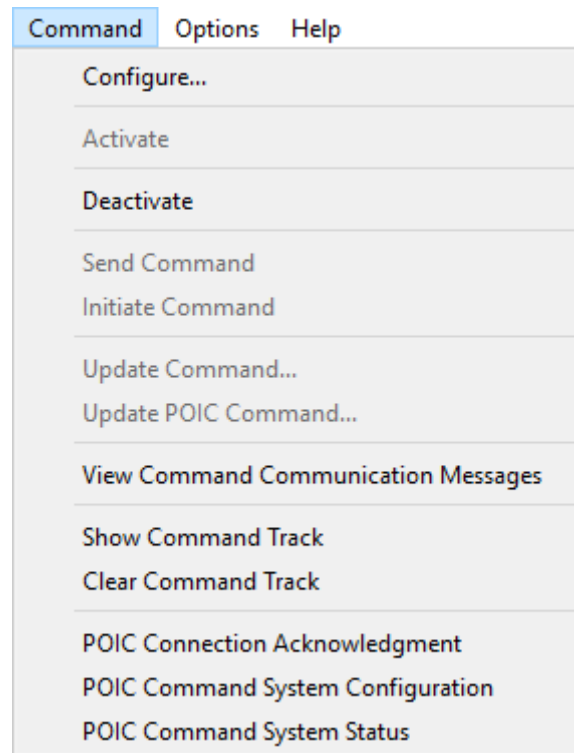 Command Options Help
Configure...
Activate
Deactivate
Send Command
Initiate Command
Update Command...
Update POIC Command...
View Command Communication Messages
Show Command Track
Clear Command Track
POIC Connection Acknowledgment
POIC Command System Configuration
POIC Command System Status